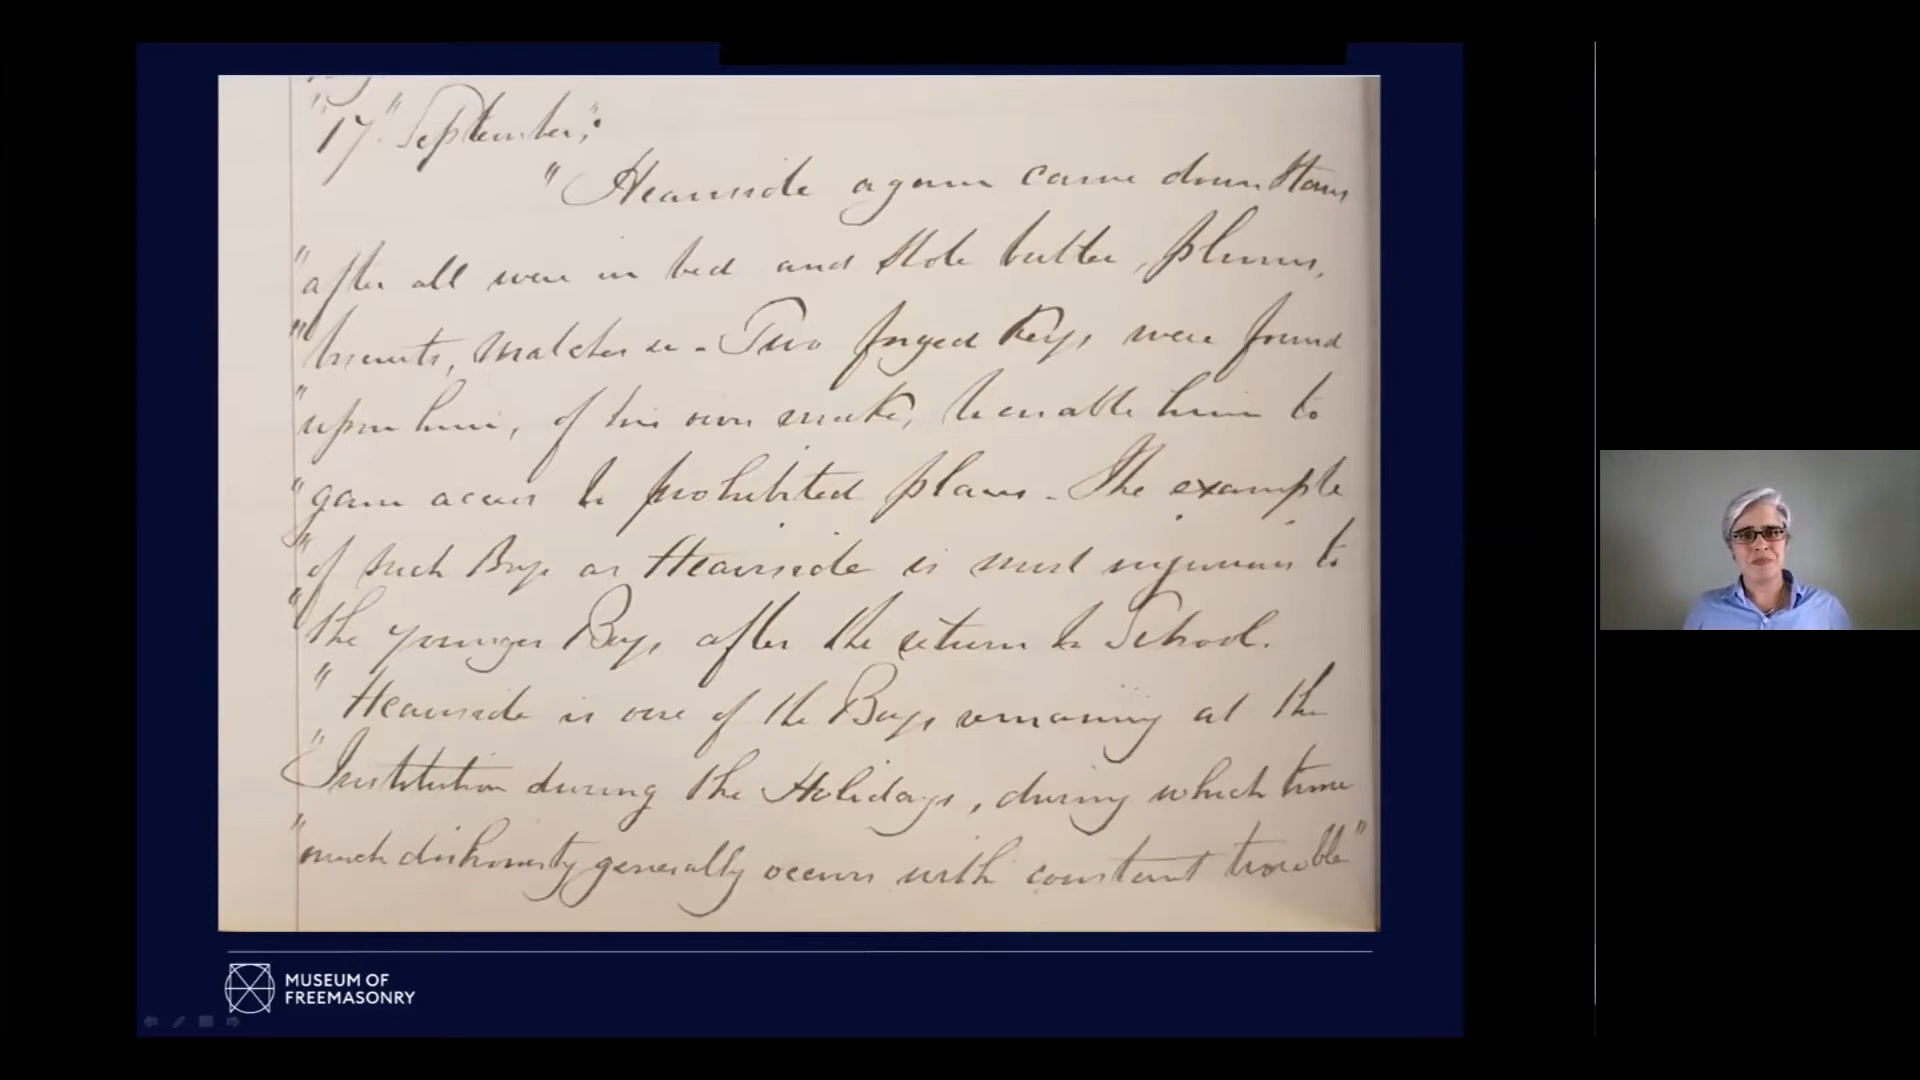 "17" September,"
"Heaviside again came down stairs
"after all were in bed and stole butter, plums,
"biscuits, matches &c - Two forged keys were found
"upon him, of his own make, to enable him to
"gain access to prohibited places. The example
"of such Boys as Heaviside is most injurious to
"the younger Boys after the return to School.
"Heaviside is one of the Boys remaining at the
"Institution during the Holidays, during which time
"much dishonesty generally occurs with constant trouble"
MUSEUM OF
FREEMASONRY